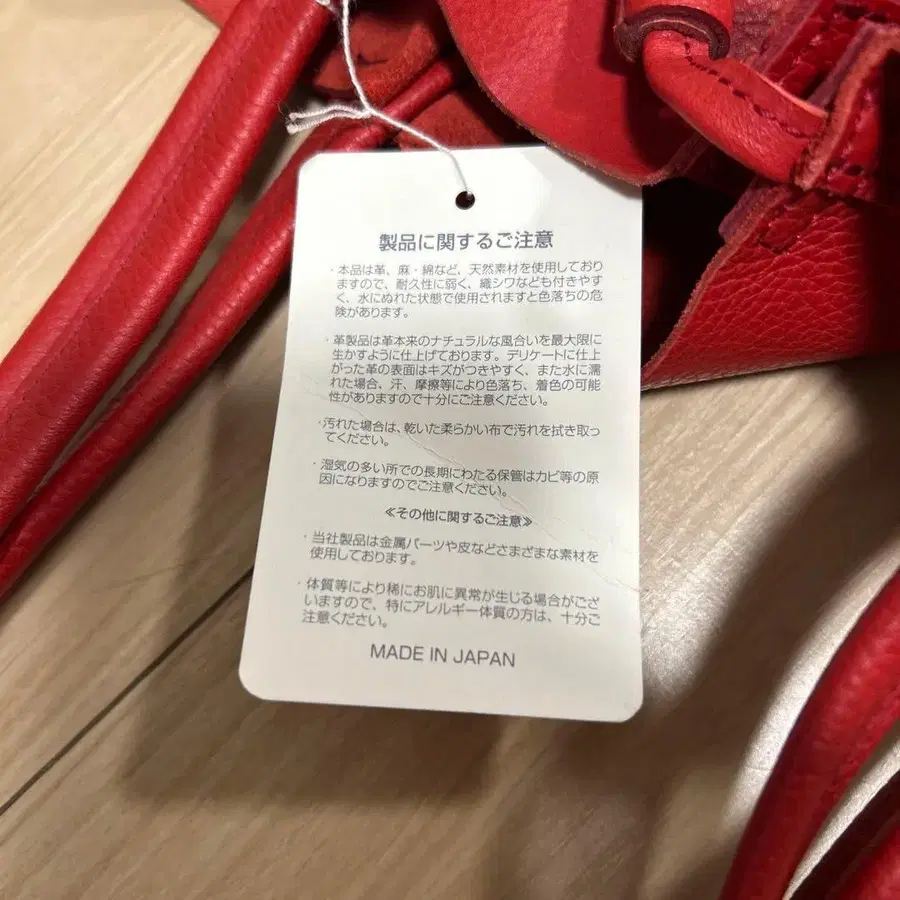 製品に関するご注意
・本品は革、麻・綿など、天然素材を使用しており
ますので、耐久性に弱く、織シワなども付きやす
く、水にぬれた状態で使用されますと色落ちの危
険があります。
・革製品は革本来のナチュラルな風合いを最大限に
生かすように仕上げております。デリケートに仕上
がった革の表面はキズがつきやすく、また水に濡
れた場合、汗、摩擦等により色落ち、着色の可能
性がありますので十分にご注意ください。
・汚れた場合は、乾いた柔らかい布で汚れを拭き取っ
てください。
・湿気の多い所での長期にわたる保管はカビ等の原
因になりますのでご注意ください。
≪その他に関するご注意≫
・当社製品は金属パーツや皮などさまざまな素材を
使用しております。
・体質等により稀にお肌に異常が生じる場合がござ
いますので、特にアレルギー体質の方は、十分ご
注意ください。
MADE IN JAPAN